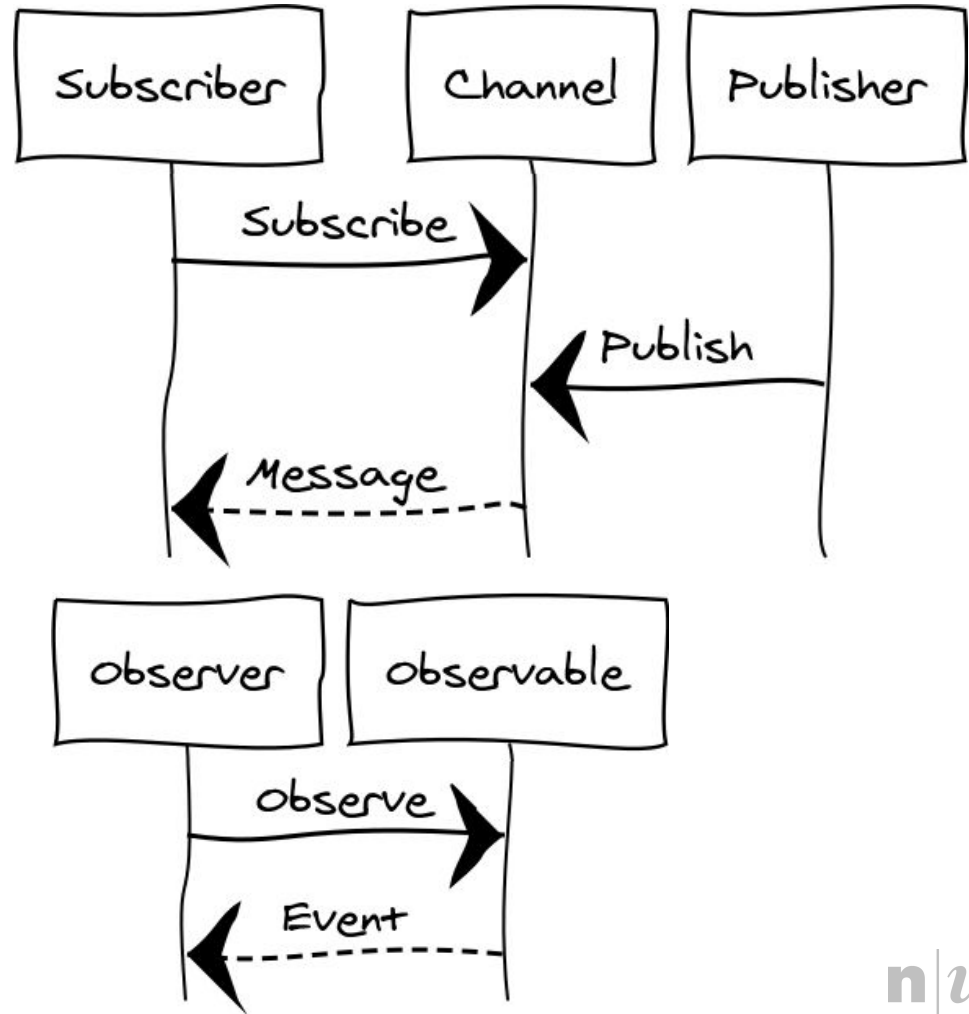 Subscriber
Channel
Publisher
Subscribe
Publish
Message
Observer
Observable
Observe
Event
n